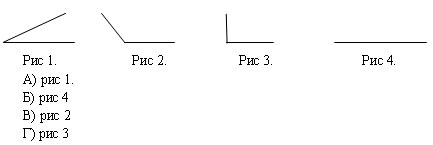 Рис 1. Рис 2. Рис 3. Рис 4.
А) рис 1.
Б) рис 4
В) рис 2
Г) рис 3